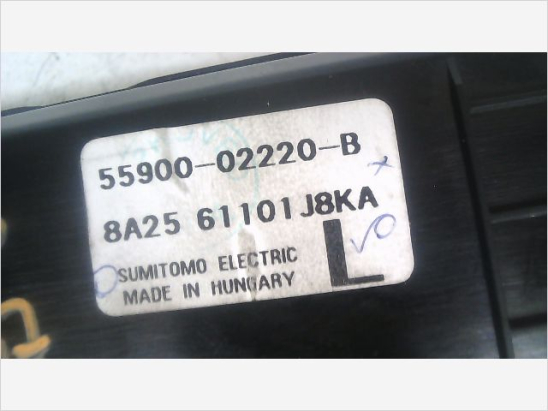 55900-02220-B
8A25 61101J8KA
SUMITOMO ELECTRIC
MADE IN HUNGARY
L